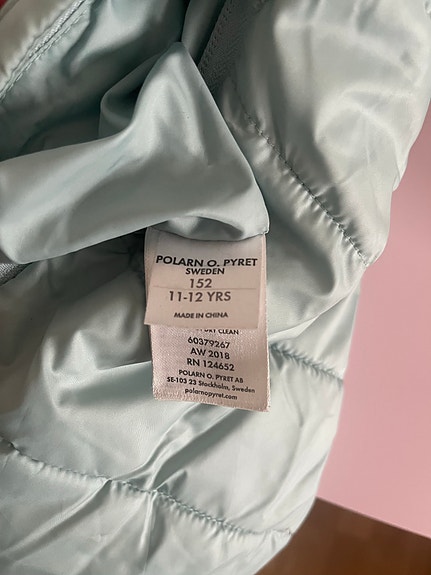 POLARN O. PYRET
SWEDEN
152
11-12 YRS
MADE IN CHINA
DRY CLEAN
60379267
AW 2018
RN 124652
POLARN O. PYRET AB
SE-103 23 Stockholm, Sweden
polarnopyret.com